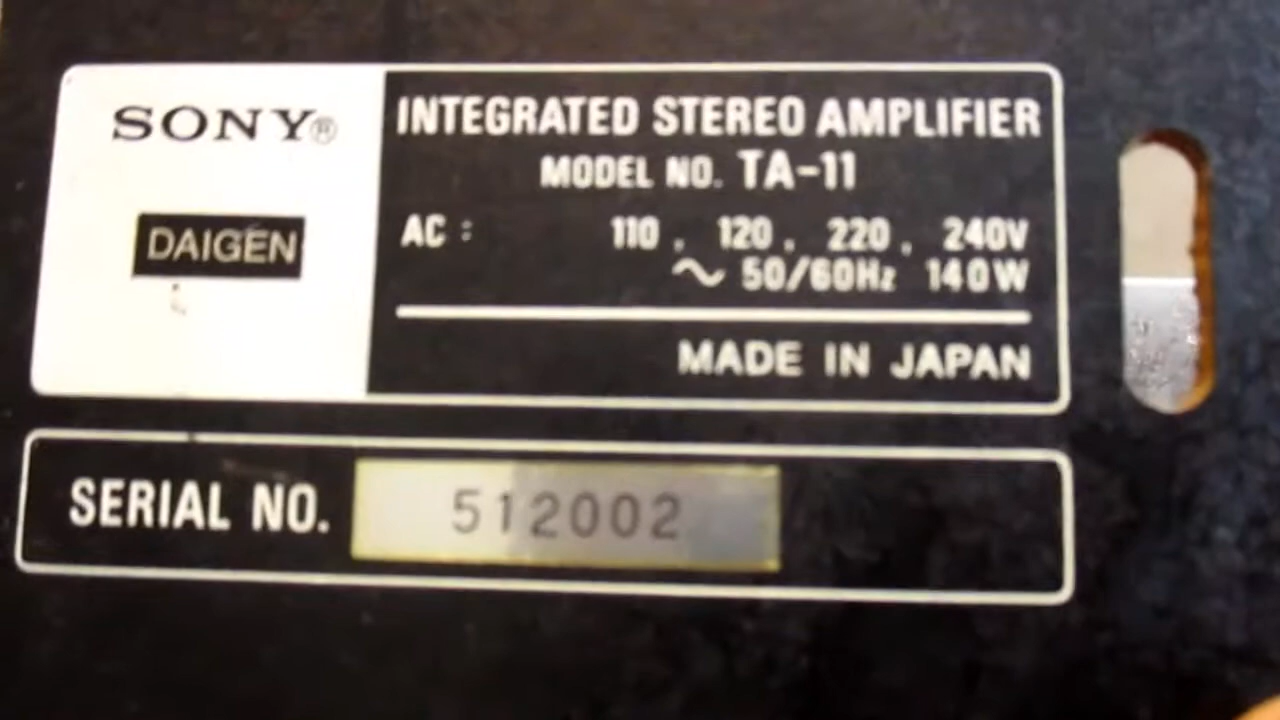 SONY®
DAIGEN
INTEGRATED STEREO AMPLIFIER
MODEL NO. TA-11
AC : 110 , 120 , 220 , 240V
~ 50/60Hz 140W
MADE IN JAPAN
SERIAL NO. 512002